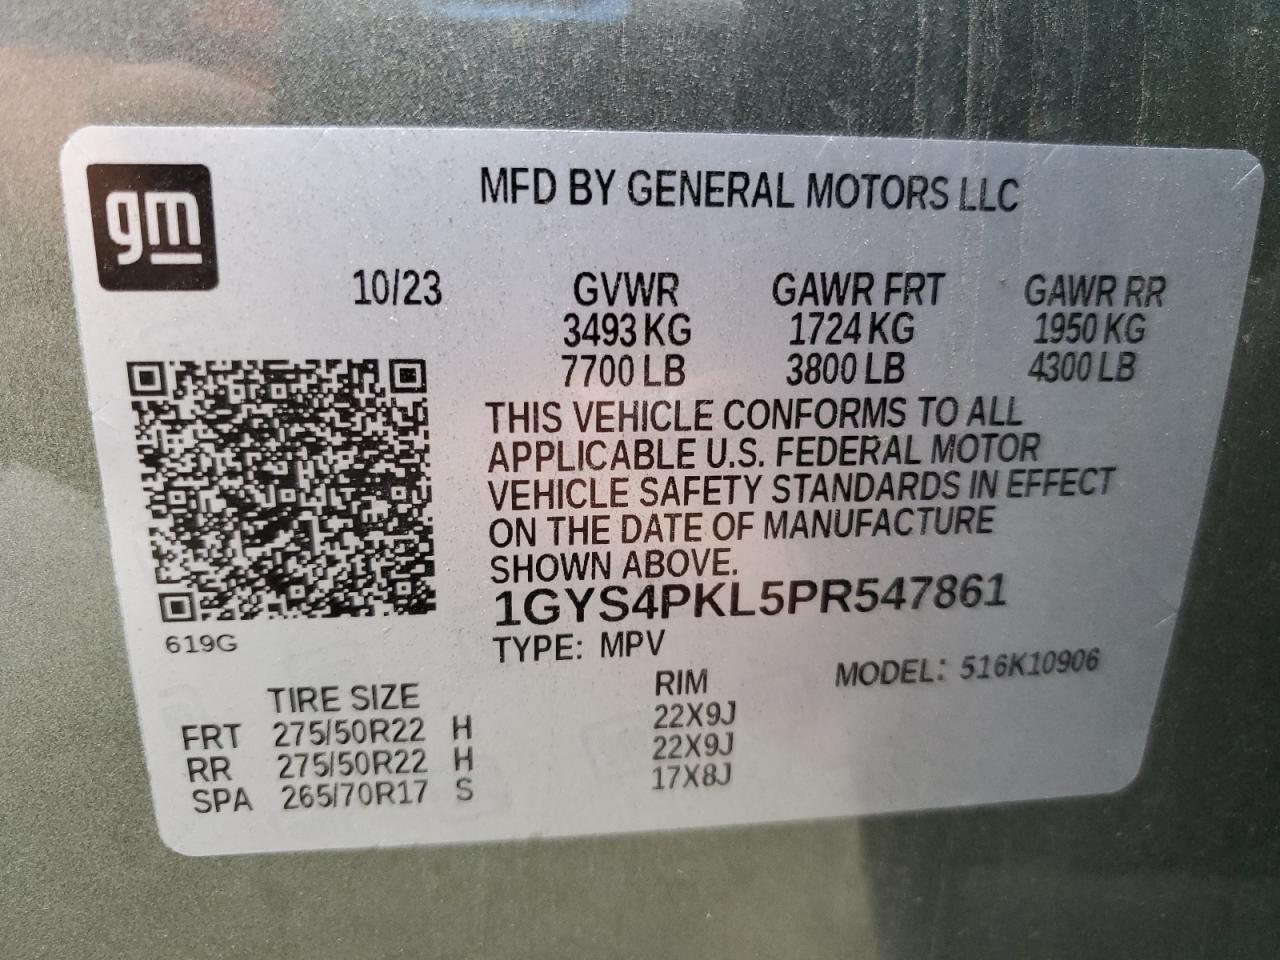 gm
MFD BY GENERAL MOTORS LLC
10/23 GVWR GAWR FRT GAWR RR
3493 KG 1724 KG 1950 KG
7700 LB 3800 LB 4300 LB
THIS VEHICLE CONFORMS TO ALL
APPLICABLE U.S. FEDERAL MOTOR
VEHICLE SAFETY STANDARDS IN EFFECT
ON THE DATE OF MANUFACTURE
SHOWN ABOVE.
1GYS4PKL5PR547861
619G
TYPE: MPV MODEL: 516K10906
TIRE SIZE RIM
FRT 275/50R22 H 22X9J
RR 275/50R22 H 22X9J
SPA 265/70R17 S 17X8J